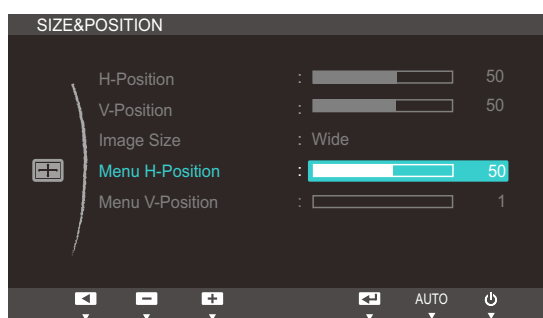 SIZE&POSITION
H-Position : 50
V-Position : 50
Image Size : Wide
Menu H-Position : 50
Menu V-Position : 1
AUTO